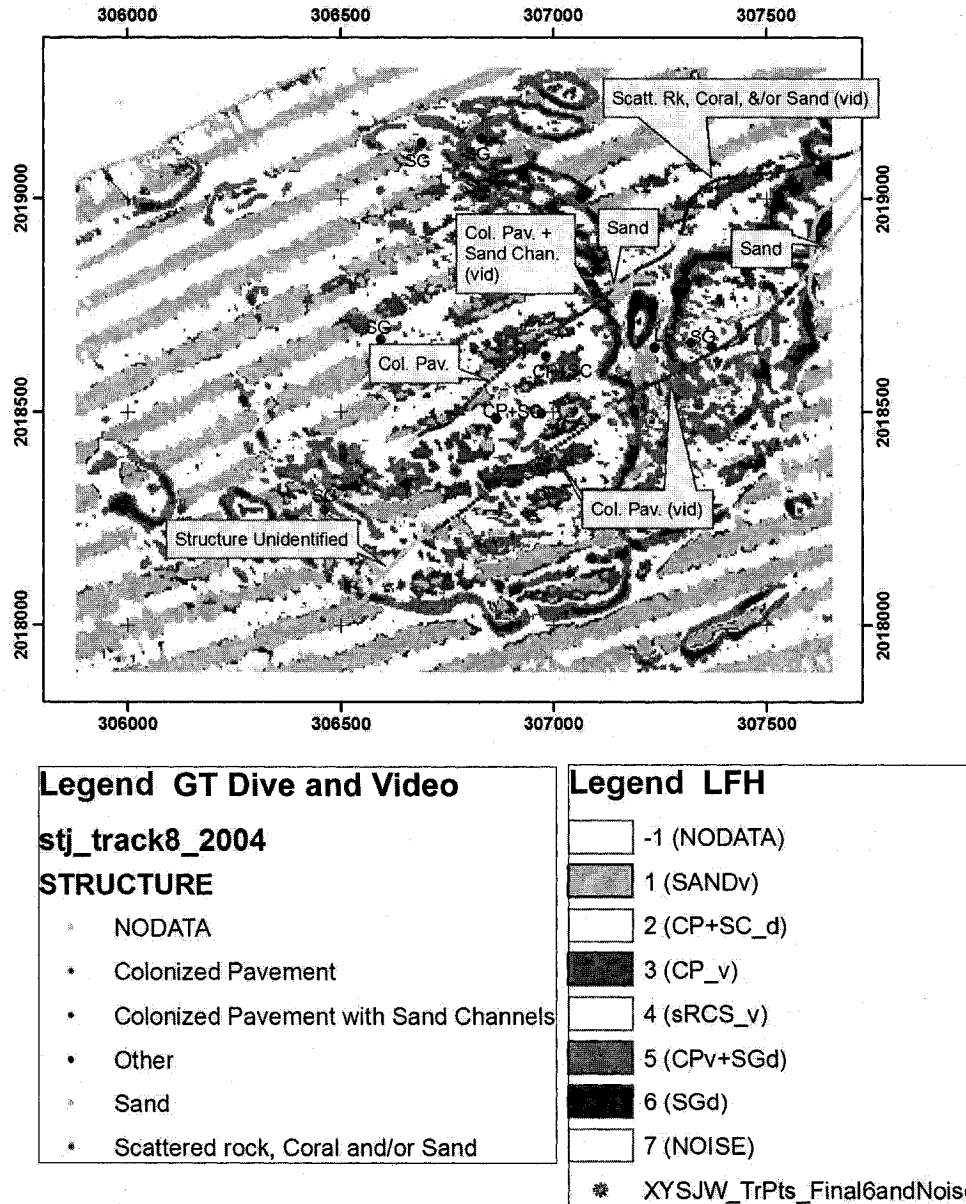 306000 306500 307000 307500
Scatt. Rk, Coral, &/or Sand (vid)
SG
SG
2019000
2019000
Col. Pav. +
Sand Chan.
(vid)
Sand
Sand
SG
SG
Col. Pav.
CP+SC
2018500
CP+SG
2018500
SG
Col. Pav. (vid)
Structure Unidentified
2018000
2018000
306000 306500 307000 307500
Legend GT Dive and Video
stj_track8_2004
STRUCTURE
NODATA
Colonized Pavement
Colonized Pavement with Sand Channels
Other
Sand
Scattered rock, Coral and/or Sand
Legend LFH
-1 (NODATA)
1 (SANDv)
2 (CP+SC_d)
3 (CP_v)
4 (sRCS_v)
5 (CPv+SGd)
6 (SGd)
7 (NOISE)